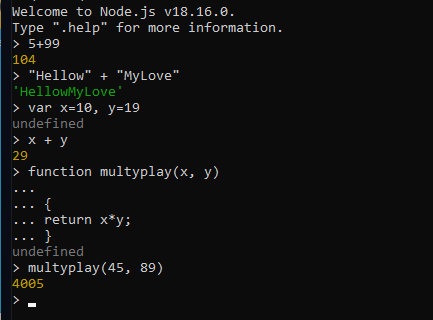 Welcome to Node.js v18.16.0.
Type ".help" for more information.
> 5+99
104
> "Hellow" + "MyLove"
'HellowMyLove'
> var x=10, y=19
undefined
> x + y
29
> function multyplay(x, y)
...
... {
... return x*y;
... }
undefined
> multyplay(45, 89)
4005
>